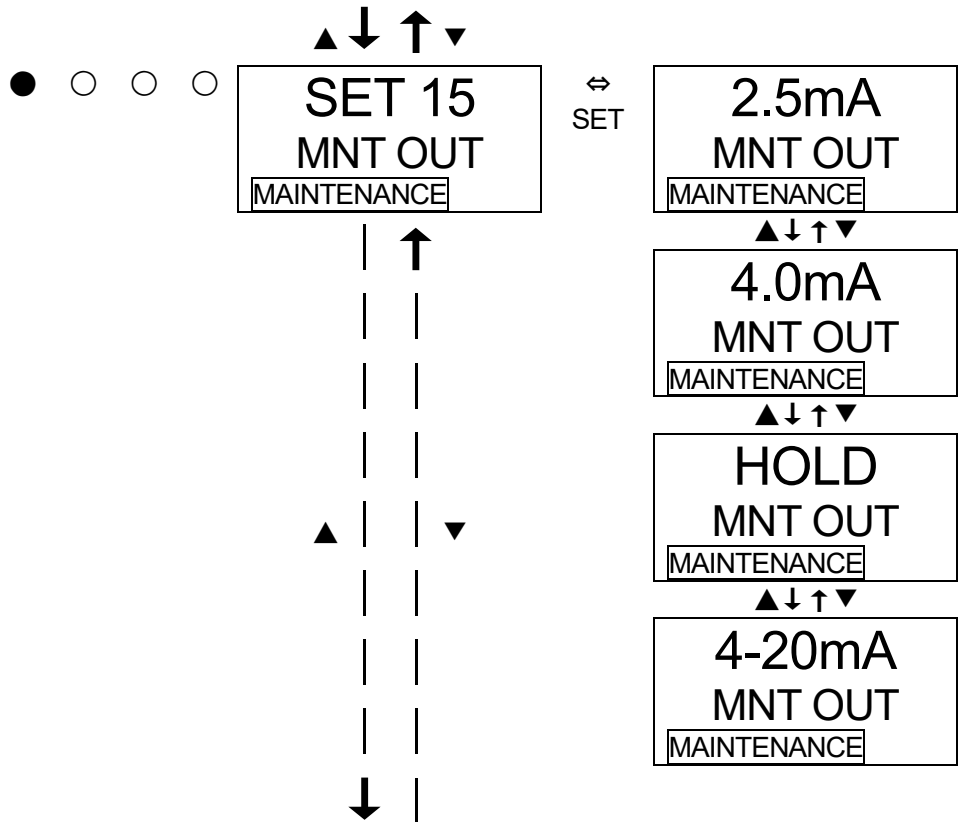 ▲ ↓ ↑ ▼
● ○ ○ ○
SET 15
MNT OUT
MAINTENANCE
⇔
SET
2.5mA
MNT OUT
MAINTENANCE
▲↓↑▼
4.0mA
MNT OUT
MAINTENANCE
▲↓↑▼
HOLD
MNT OUT
MAINTENANCE
▲ ▼
▲↓↑▼
4-20mA
MNT OUT
MAINTENANCE